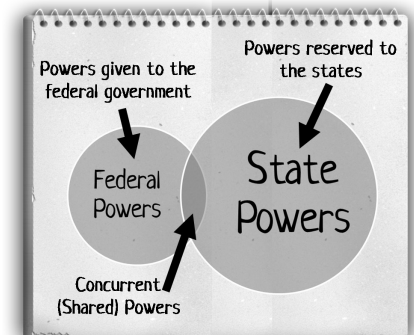 Powers given to the
federal government
Powers reserved to
the states
Federal
Powers
State
Powers
Concurrent
(Shared) Powers